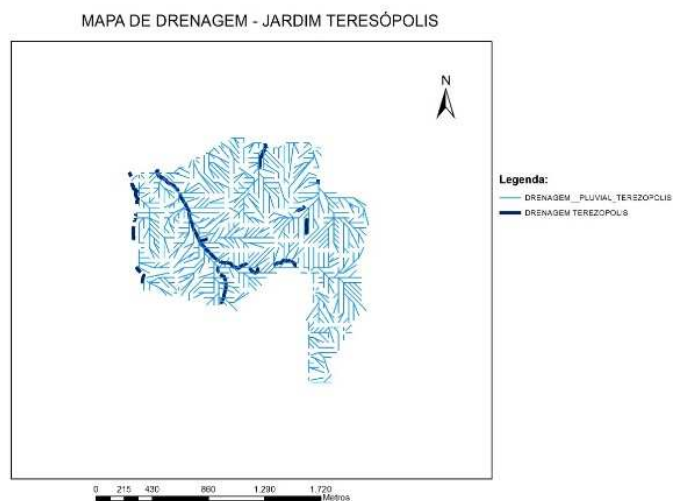 MAPA DE DRENAGEM - JARDIM TERESÓPOLIS
N
Legenda:
DRENAGEM__PLUVIAL_TEREZOPOLIS
DRENAGEM TEREZOPOLIS
0 215 430 860 1.290 1.720
Metros